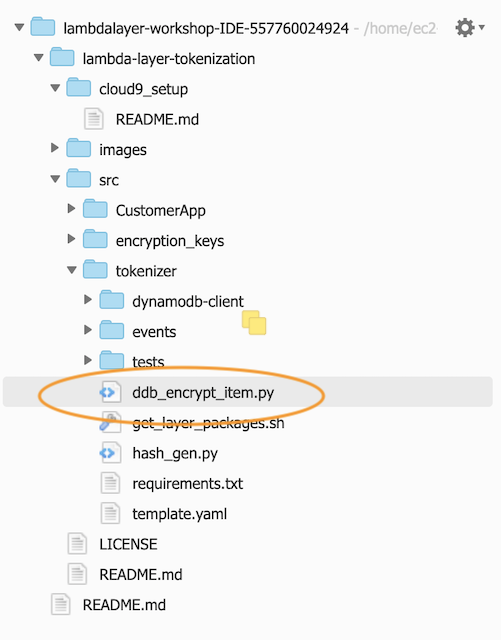 lambdalayer-workshop-IDE-557760024924 - /home/ec2
lambda-layer-tokenization
cloud9_setup
README.md
images
src
CustomerApp
encryption_keys
tokenizer
dynamodb-client
events
tests
ddb_encrypt_item.py
get_layer_packages.sh
hash_gen.py
requirements.txt
template.yaml
LICENSE
README.md
README.md